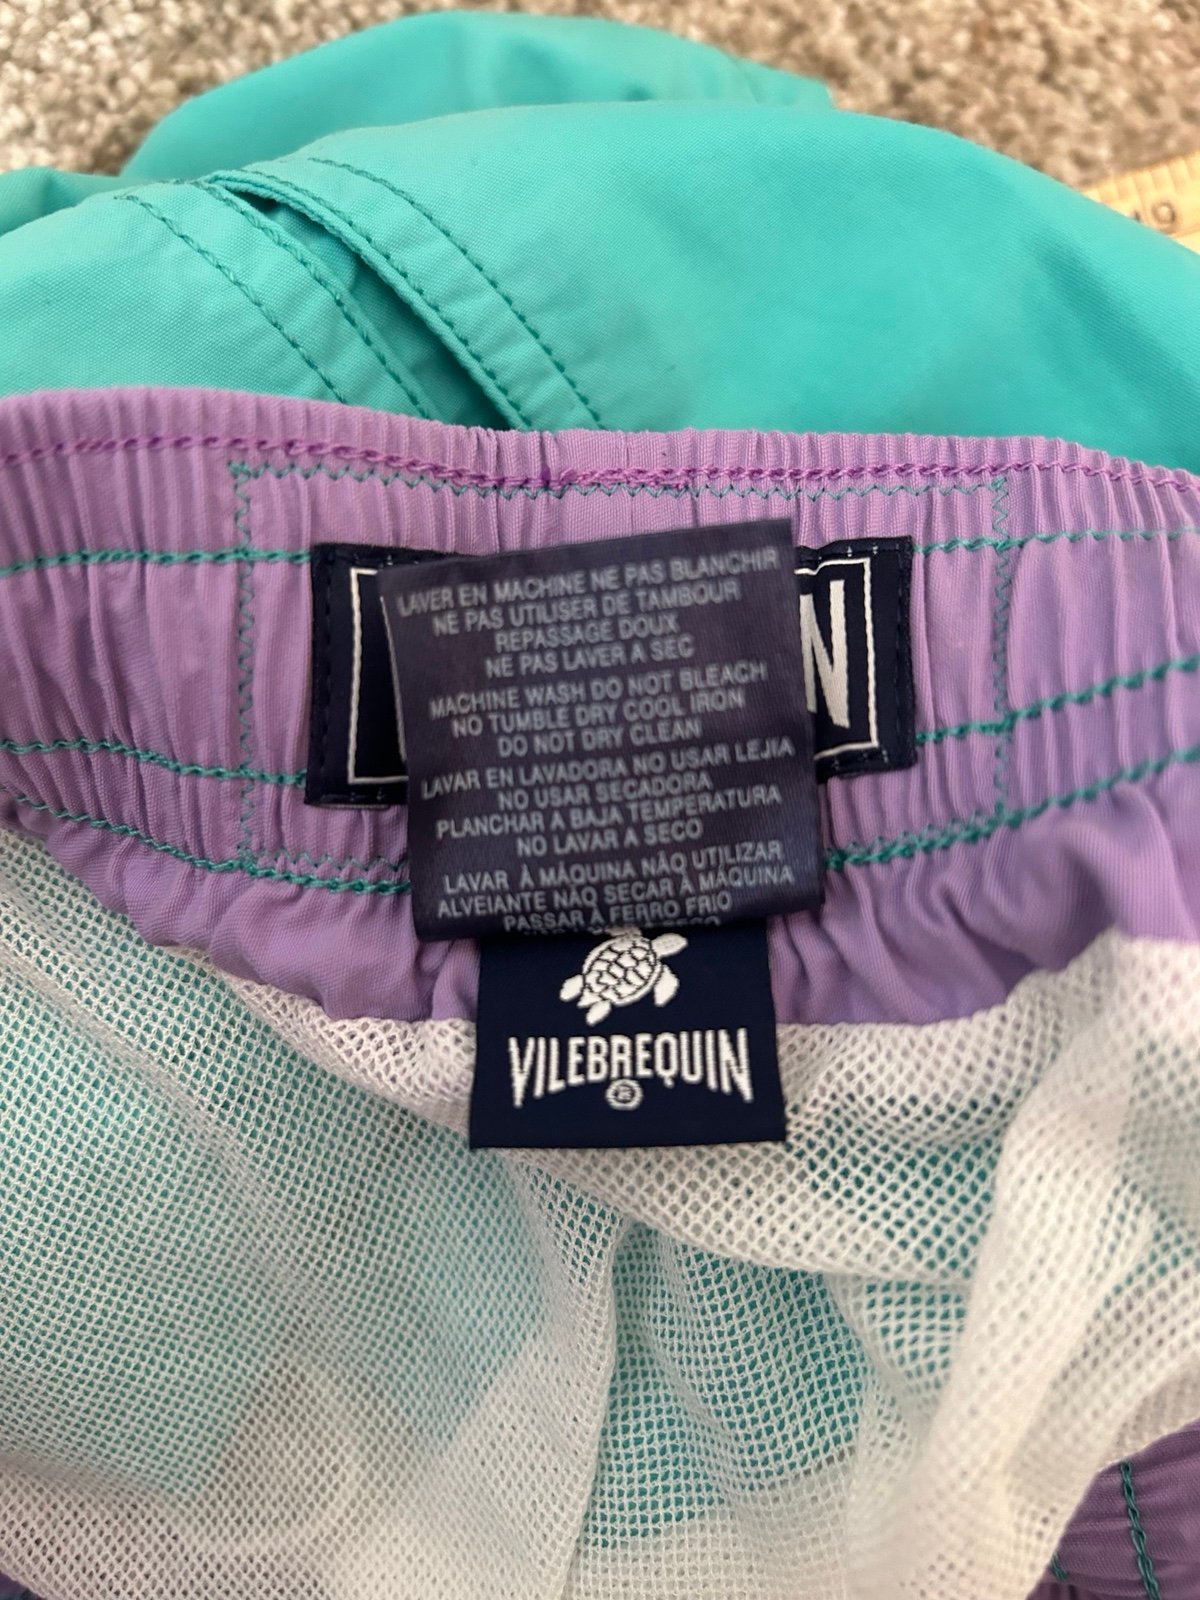 LAVER EN MACHINE NE PAS BLANCHIR
NE PAS UTILISER DE TAMBOUR
REPASSAGE DOUX
NE PAS LAVER A SEC
MACHINE WASH DO NOT BLEACH
NO TUMBLE DRY COOL IRON
DO NOT DRY CLEAN
LAVAR EN LAVADORA NO USAR LEJIA
NO USAR SECADORA
PLANCHAR A BAJA TEMPERATURA
NO LAVAR A SECO
LAVAR À MÁQUINA NÃO UTILIZAR
ALVEIANTE NÃO SECAR À MÁQUINA
PASSAR À FERRO FRIO
N
VILEBREQUIN
®
19